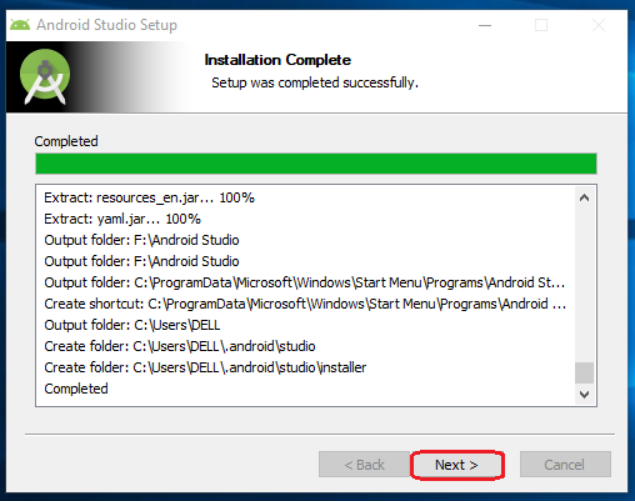 Android Studio Setup
Installation Complete
Setup was completed successfully.
Completed
Extract: resources_en.jar... 100%
Extract: yaml.jar... 100%
Output folder: F:\Android Studio
Output folder: F:\Android Studio
Output folder: C:\ProgramData\Microsoft\Windows\Start Menu\Programs\Android St...
Create shortcut: C:\ProgramData\Microsoft\Windows\Start Menu\Programs\Android ...
Output folder: C:\Users\DELL
Create folder: C:\Users\DELL\.android\studio
Create folder: C:\Users\DELL\.android\studio\installer
Completed
< Back Next > Cancel